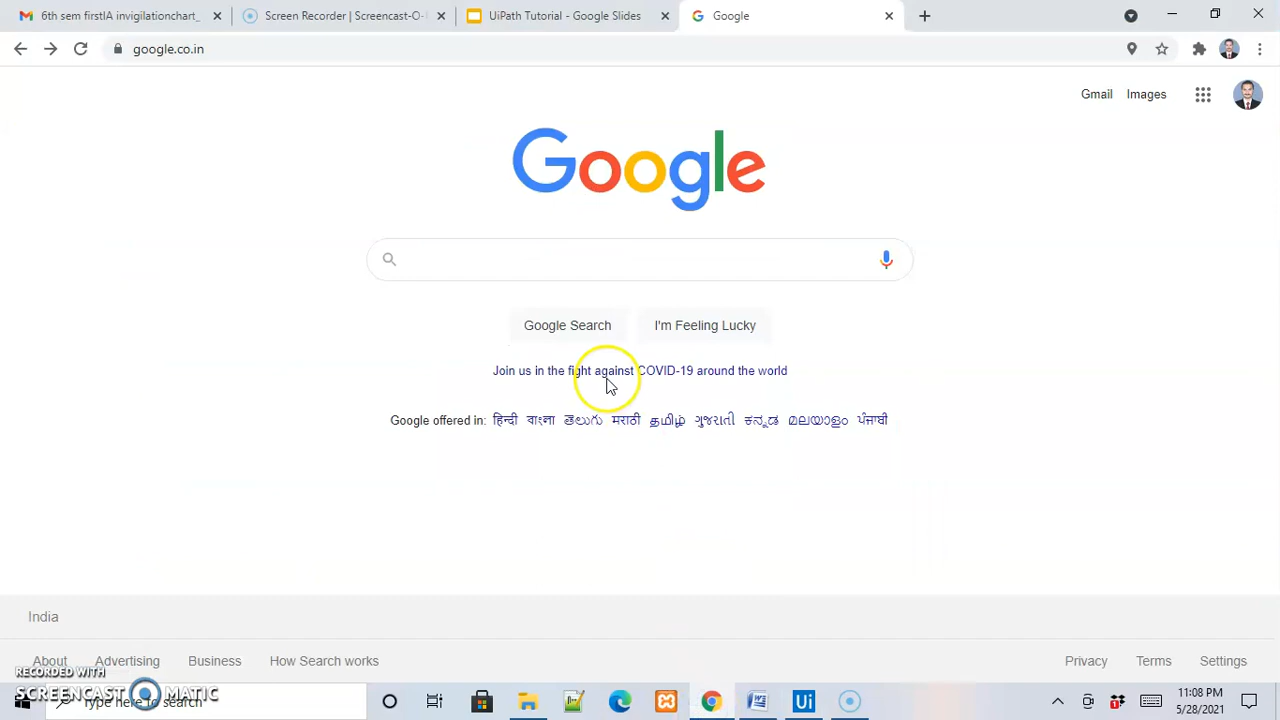 6th sem firstIA invigilationchart_
Screen Recorder | Screencast-O-
UiPath Tutorial - Google Slides
Google
google.co.in
Gmail Images
Google
Google Search I'm Feeling Lucky
Join us in the fight against COVID-19 around the world
Google offered in: हिन्दी বাংলা తెలుగు मराठी தமிழ் ગુજરાતી ಕನ್ನಡ മലയാളം ਪੰਜਾਬੀ
India
About Advertising Business How Search works Privacy Terms Settings
RECORDED WITH
SCREENCAST MATIC
Type here to search
Ui
1
11:08 PM
5/28/2021